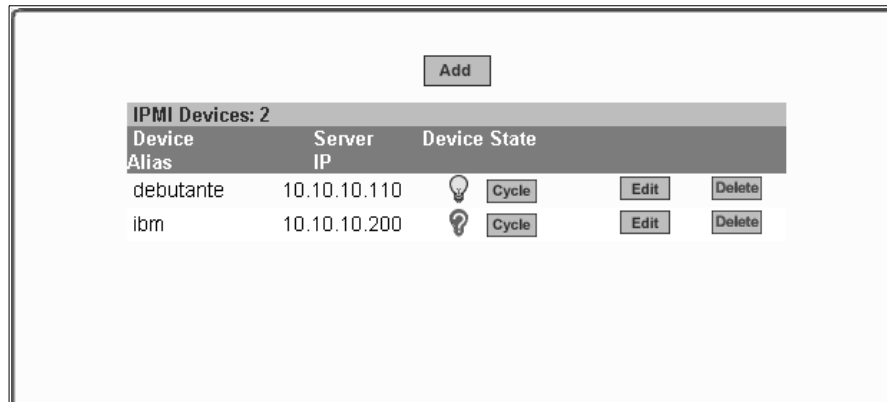 Add
IPMI Devices: 2
Device Server Device State
Alias IP
debutante 10.10.10.110 Cycle Edit Delete
ibm 10.10.10.200 Cycle Edit Delete